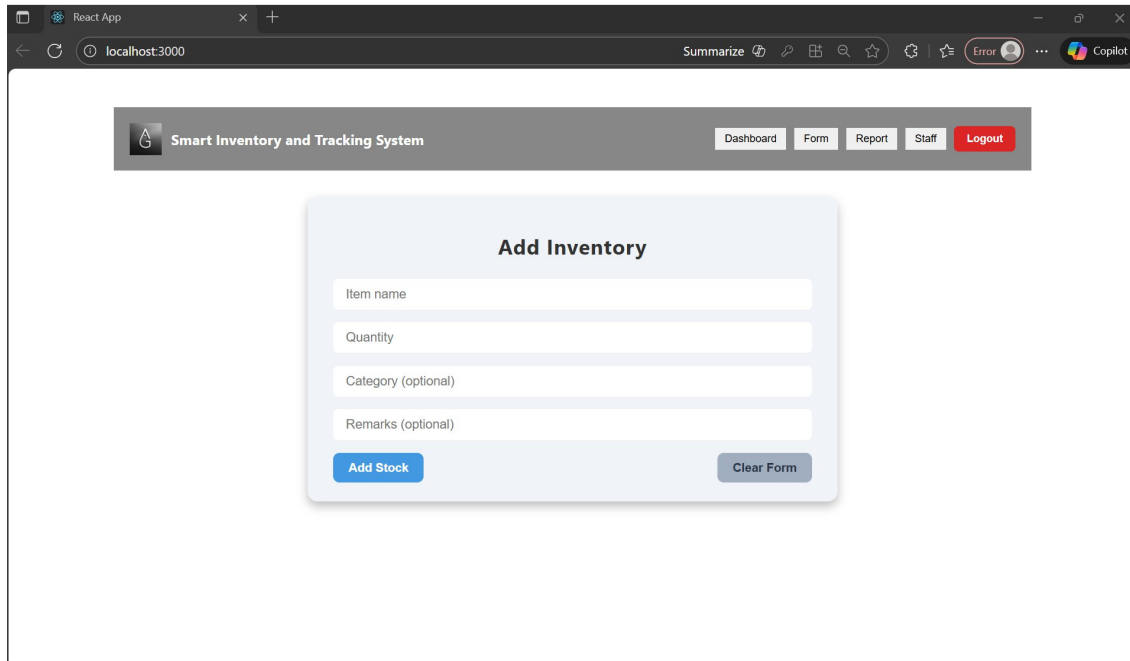 React App
localhost:3000
Summarize
Error
Copilot
AG
Smart Inventory and Tracking System
Dashboard
Form
Report
Staff
Logout
Add Inventory
Item name
Quantity
Category (optional)
Remarks (optional)
Add Stock
Clear Form